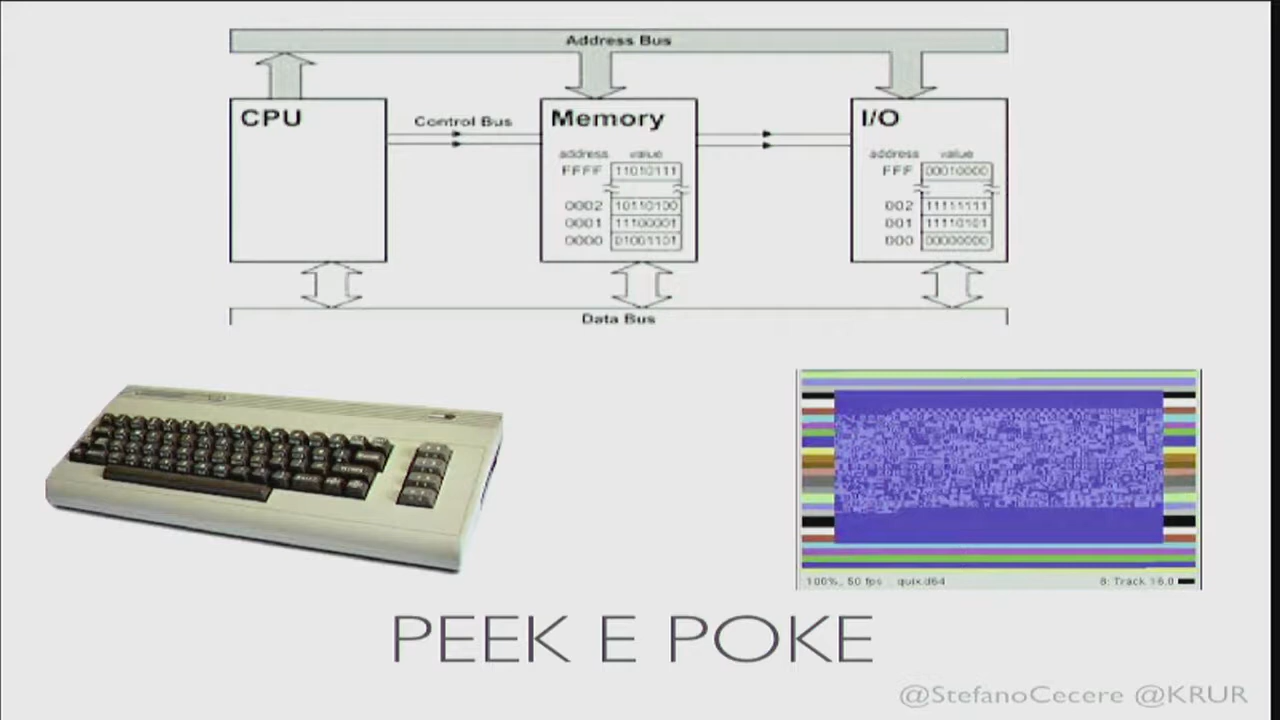 Address Bus
CPU
Control Bus
Memory
I/O
address value
address value
FFFF 11010111
FFF 00010000
0002 10110100
002 11111111
0001 11100001
001 11110101
0000 01001101
000 00000000
Data Bus
100%, 50 fps quix.d64
8: Track 16.0
PEEK E POKE
@StefanoCecere @KRUR